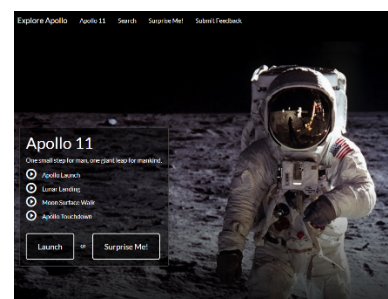 Explore Apollo Apollo 11 Search Surprise Me! Submit Feedback
Apollo 11
One small step for man, one giant leap for mankind.
Apollo Launch
Lunar Landing
Moon Surface Walk
Apollo Touchdown
Launch or Surprise Me!